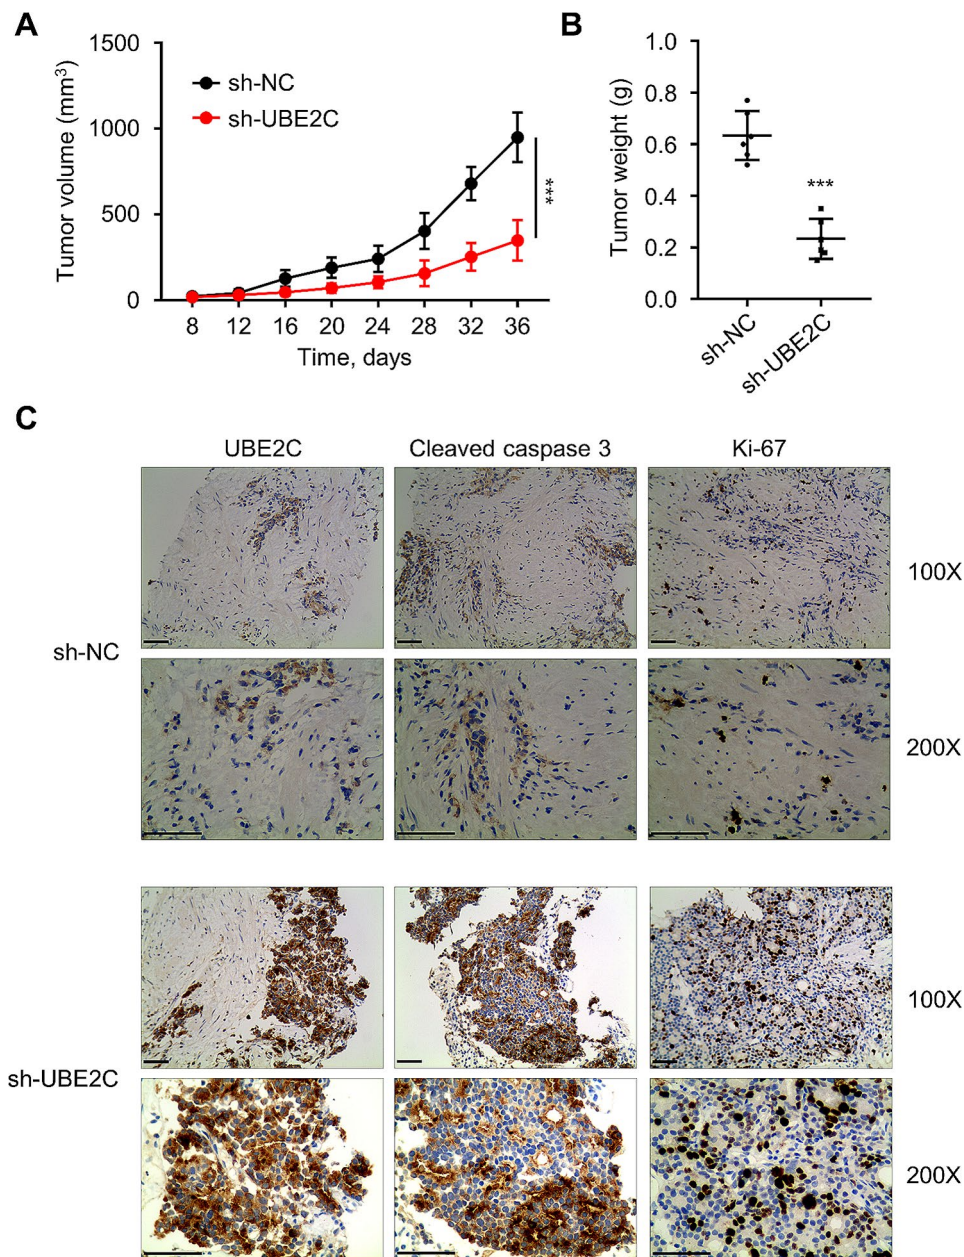 A
1500
1000
500
0
Tumor volume (mm³)
sh-NC
sh-UBE2C
***
8 12 16 20 24 28 32 36
Time, days
B
1.0
0.8
0.6
0.4
0.2
0.0
Tumor weight (g)
***
sh-NC
sh-UBE2C
C
UBE2C Cleaved caspase 3 Ki-67
sh-NC
100X
200X
sh-UBE2C
100X
200X